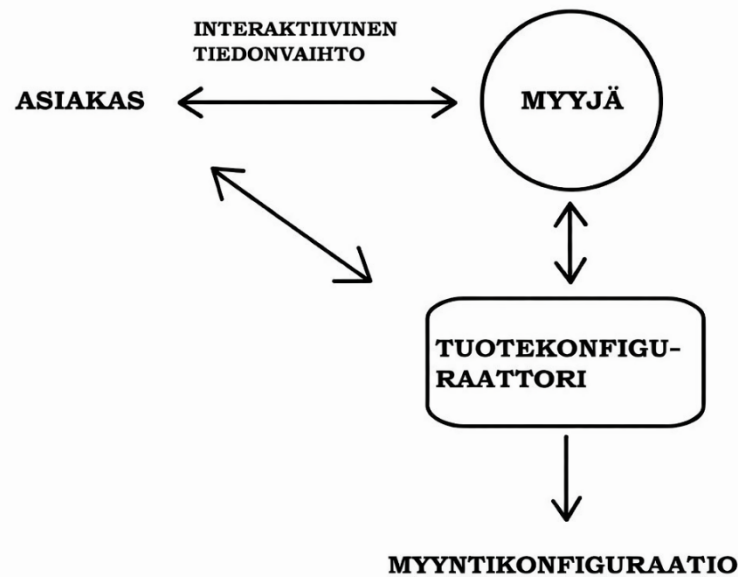 INTERAKTIIVINEN
TIEDONVAIHTO
ASIAKAS
MYYJÄ
TUOTEKONFIGU-
RAATTORI
MYYNTIKONFIGURAATIO